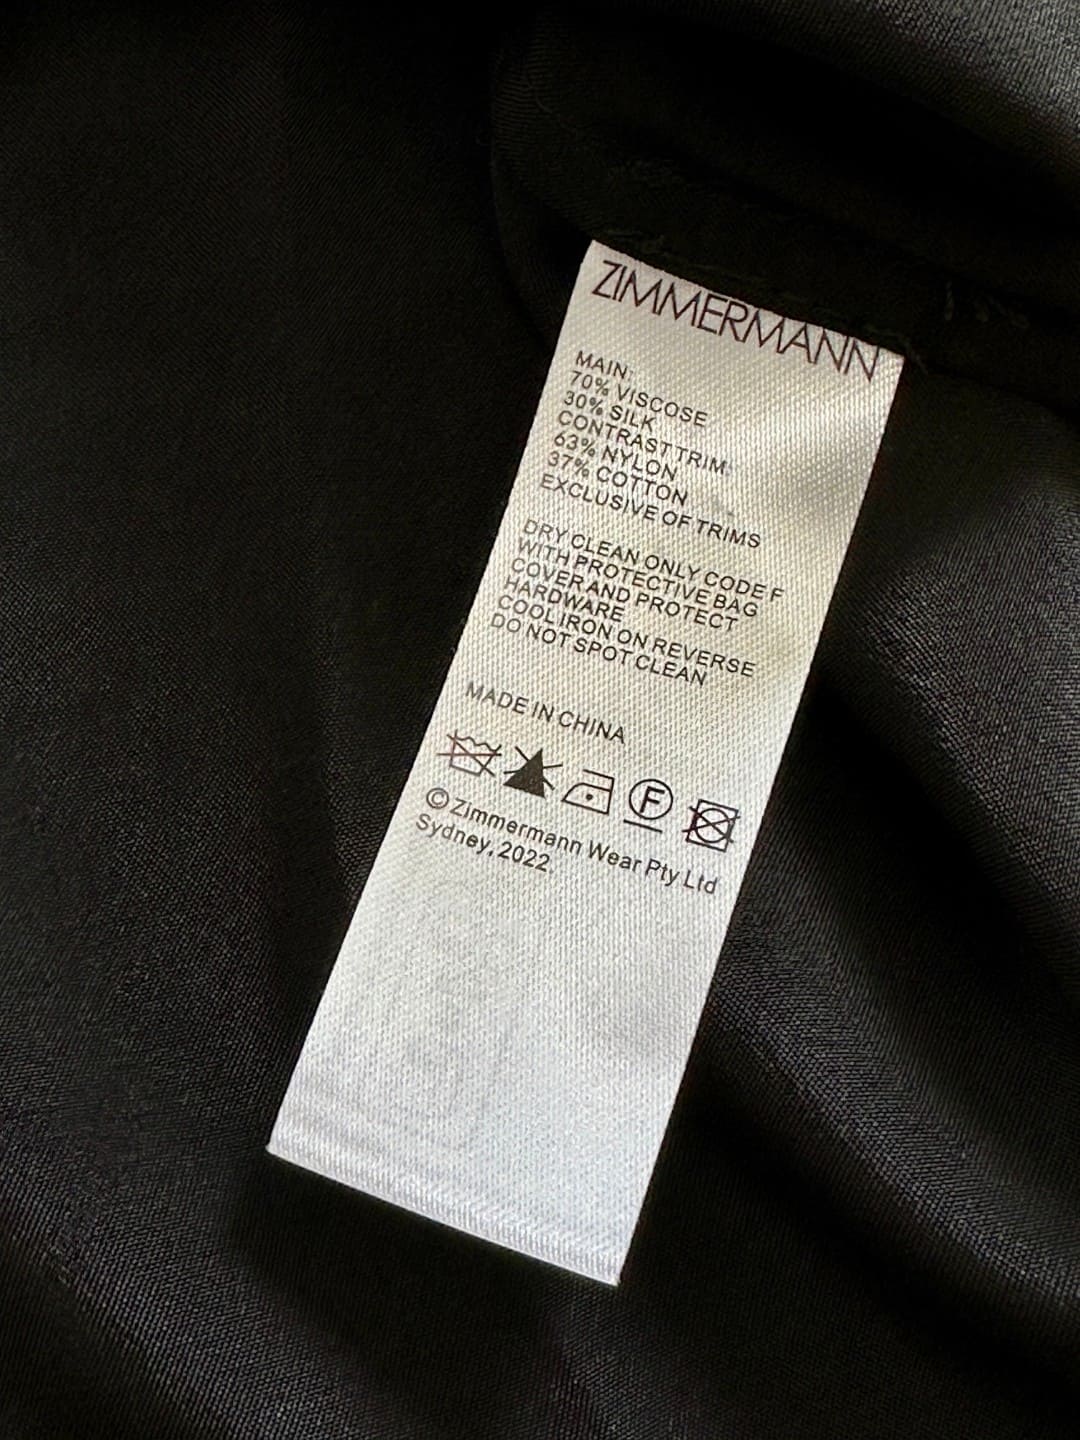 ZIMMERMANN
MAIN:
70% VISCOSE
30% SILK
CONTRAST TRIM:
63% NYLON
37% COTTON
EXCLUSIVE OF TRIMS
DRY CLEAN ONLY CODE F
WITH PROTECTIVE BAG
COVER AND PROTECT
HARDWARE
COOL IRON ON REVERSE
DO NOT SPOT CLEAN
MADE IN CHINA
F
©Zimmermann Wear Pty Ltd
Sydney, 2022.